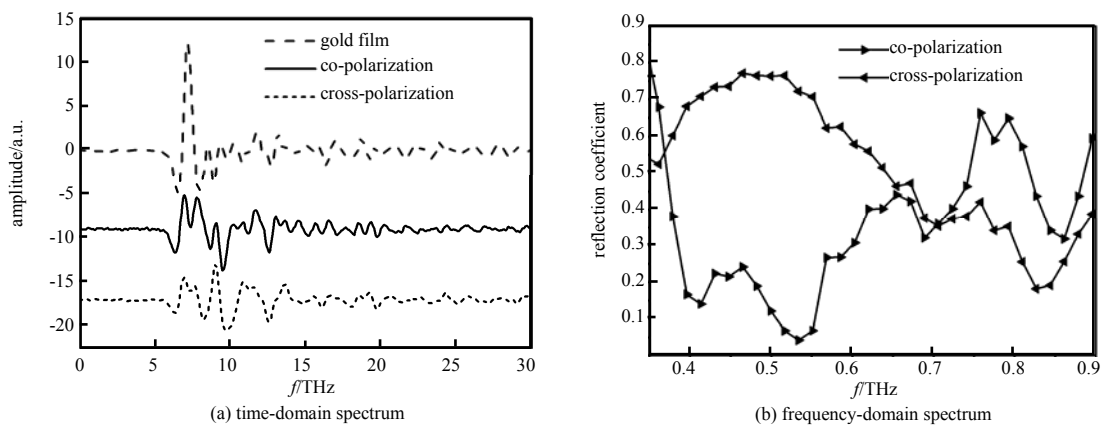 15
10
5
0
-5
-10
-15
-20
amplitude/a.u.
gold film
co-polarization
cross-polarization
0 5 10 15 20 25 30
f/THz
(a) time-domain spectrum
0.9
0.8
0.7
0.6
0.5
0.4
0.3
0.2
0.1
reflection coefficient
co-polarization
cross-polarization
0.4 0.5 0.6 0.7 0.8 0.9
f/THz
(b) frequency-domain spectrum